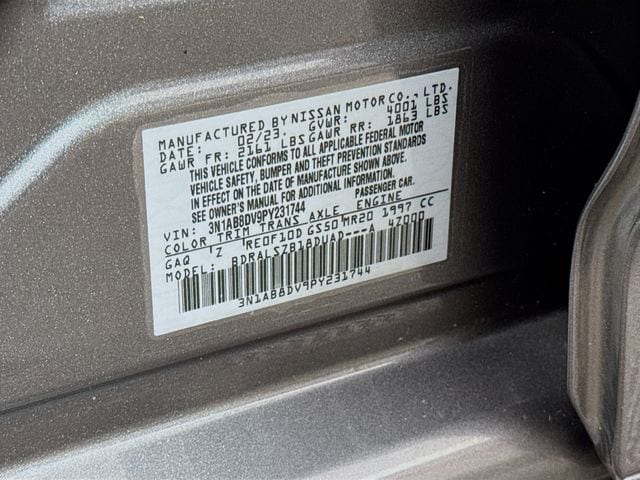 MANUFACTURED BY NISSAN MOTOR CO., LTD.
DATE: 02/23. GVWR: 4001 LBS
GAWR FR: 2161 LBS GAWR RR: 1863 LBS
THIS VEHICLE CONFORMS TO ALL APPLICABLE FEDERAL MOTOR
VEHICLE SAFETY, BUMPER AND THEFT PREVENTION STANDARDS
IN EFFECT ON THE DATE OF MANUFACTURE SHOWN ABOVE.
SEE OWNER'S MANUAL FOR ADDITIONAL INFORMATION.
VIN: 3N1AB8DV9PY231744 PASSENGER CAR.
COLOR TRIM TRANS AXLE ENGINE
GAQ Z RE0F10D GS50 MR20 1997 CC
MODEL: BDRALSZB18DUAD---A 47000
3N1AB8DV9PY231744